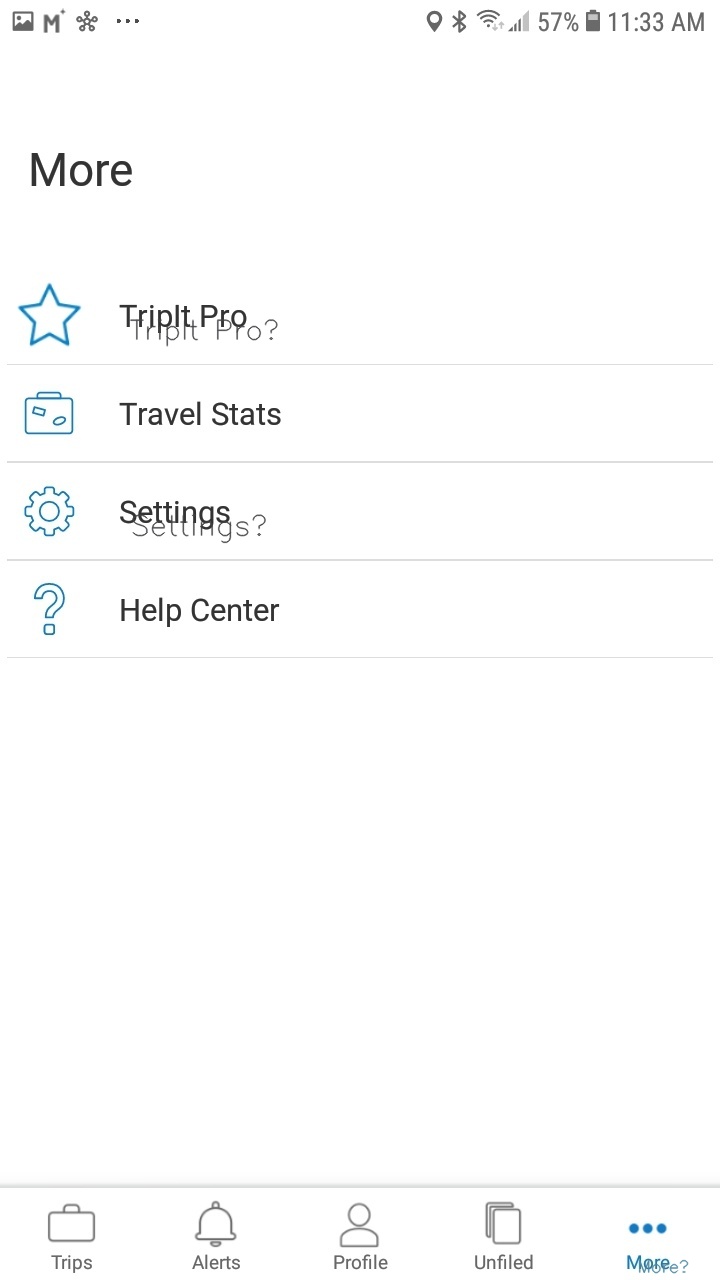 57% 11:33 AM
More
TripIt Pro
TripIt Pro?
Travel Stats
Settings
Settings?
Help Center
Trips Alerts Profile Unfiled More
More?